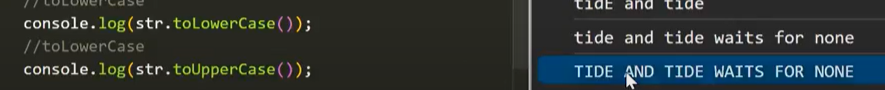 //toLowerCase
console.log(str.toLowerCase());
//toLowerCase
console.log(str.toUpperCase());
tidE and tide
tide and tide waits for none
TIDE AND TIDE WAITS FOR NONE